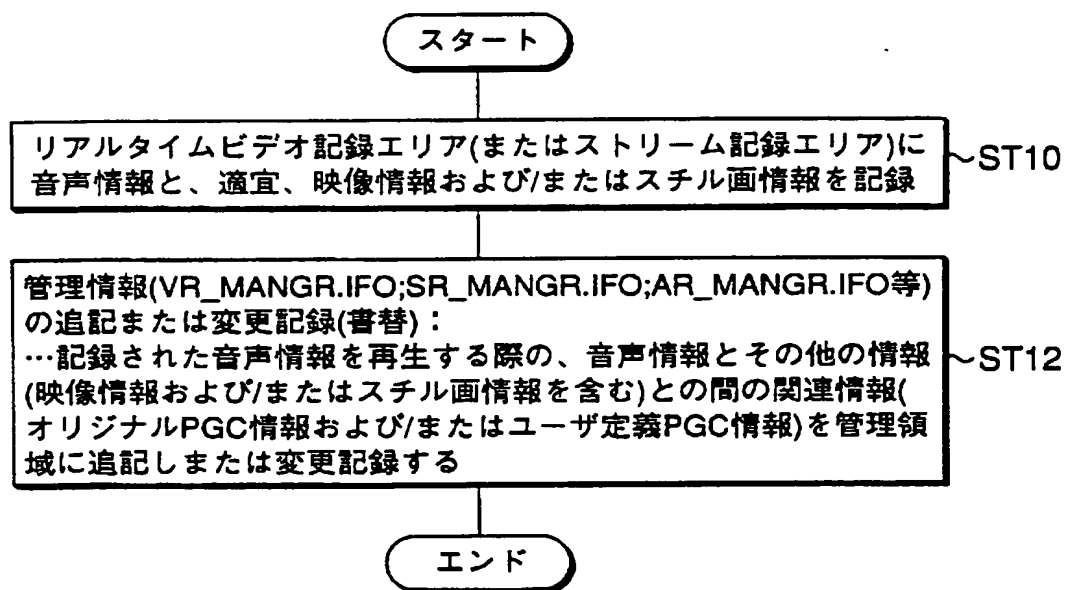 スタート
リアルタイムビデオ記録エリア(またはストリーム記録エリア)に
音声情報と、適宜、映像情報および/またはスチル画情報を記録
～ST10
管理情報(VR_MANGR.IFO;SR_MANGR.IFO;AR_MANGR.IFO等)
の追記または変更記録(書替)：
…記録された音声情報を再生する際の、音声情報とその他の情報
(映像情報および/またはスチル画情報を含む)との間の関連情報(
オリジナルPGC情報および/またはユーザ定義PGC情報)を管理領
域に追記しまたは変更記録する
～ST12
エンド